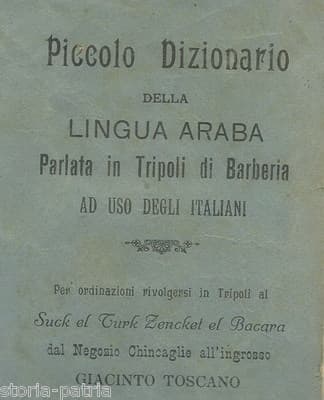 Piccolo Dizionario
DELLA
LINGUA ARABA
Parlata in Tripoli di Barberia
AD USO DEGLI ITALIANI
Per ordinazioni rivolgersi in Tripoli al
Suck el Turk Zencket el Bacara
dal Negosio Chincaglie all'ingrosso
GIACINTO TOSCANO
storia-patria